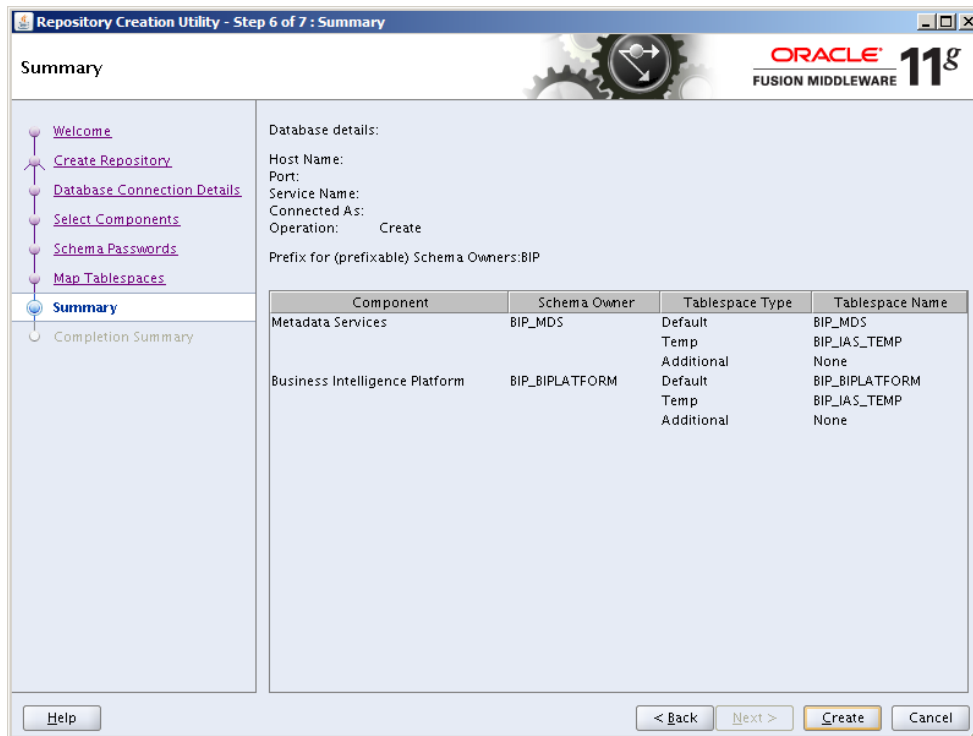 Repository Creation Utility - Step 6 of 7 : Summary
Summary
ORACLE
FUSION MIDDLEWARE
11g
Welcome
Create Repository
Database Connection Details
Select Components
Schema Passwords
Map Tablespaces
Summary
Completion Summary
Database details:
Host Name:
Port:
Service Name:
Connected As:
Operation: Create
Prefix for (prefixable) Schema Owners:BIP
Component Schema Owner Tablespace Type Tablespace Name
Metadata Services BIP_MDS Default BIP_MDS
Temp BIP_IAS_TEMP
Additional None
Business Intelligence Platform BIP_BIPLATFORM Default BIP_BIPLATFORM
Temp BIP_IAS_TEMP
Additional None
Help < Back Next > Create Cancel